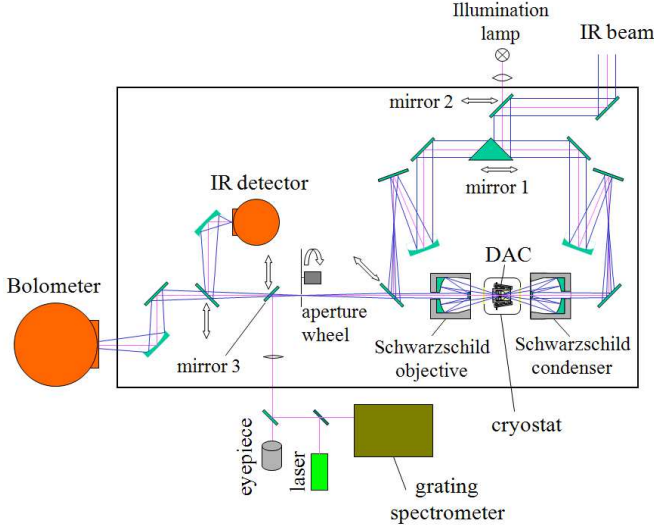 Illumination
lamp
IR beam
mirror 2
mirror 1
IR detector
DAC
Bolometer
aperture
wheel
mirror 3
Schwarzschild
objective
Schwarzschild
condenser
cryostat
eyepiece
laser
grating
spectrometer